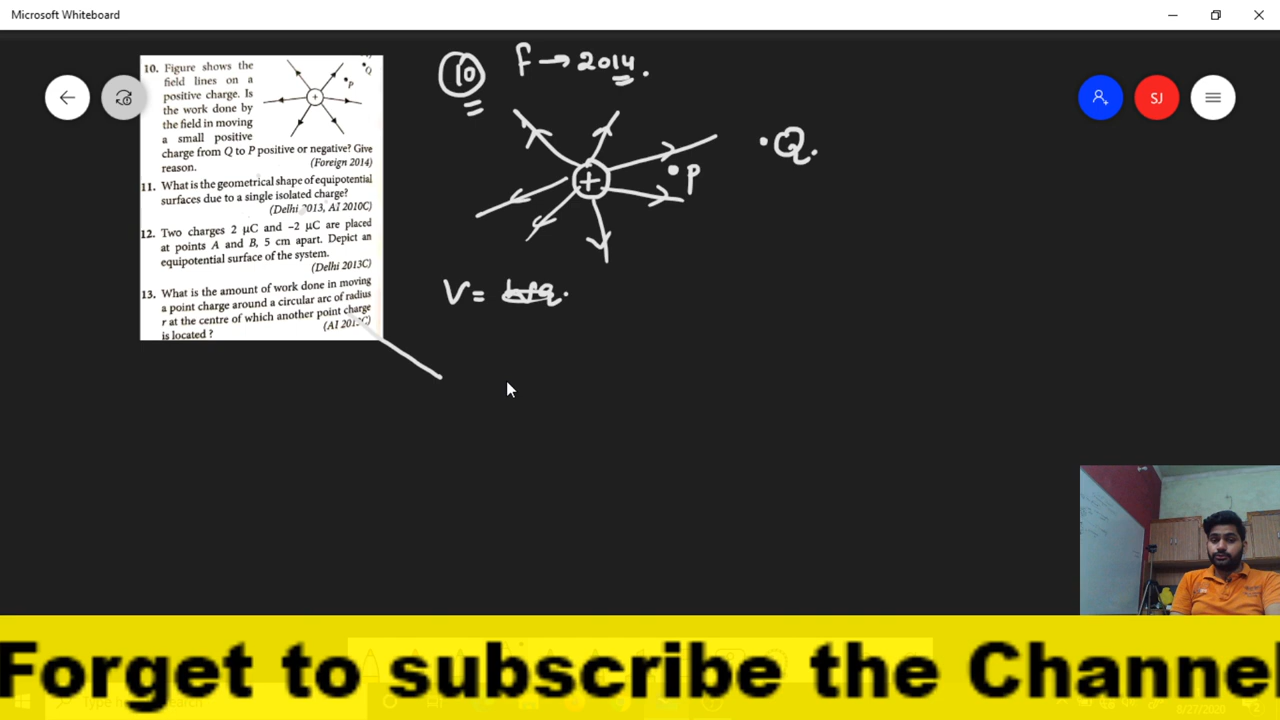 Microsoft Whiteboard
10. Figure shows the
field lines on a
positive charge. Is
the work done by
the field in moving
a small positive
charge from Q to P positive or negative? Give
reason. (Foreign 2014)
11. What is the geometrical shape of equipotential
surfaces due to a single isolated charge?
(Delhi 2013, AI 2010C)
12. Two charges 2 μC and −2 μC are placed
at points A and B, 5 cm apart. Depict an
equipotential surface of the system.
(Delhi 2013C)
13. What is the amount of work done in moving
a point charge around a circular arc of radius
r at the centre of which another point charge
is located ?
P
Q
+
10 F → 2014.
+
P
Q.
V =
SJ
Forget to subscribe the Channel
8/27/2020